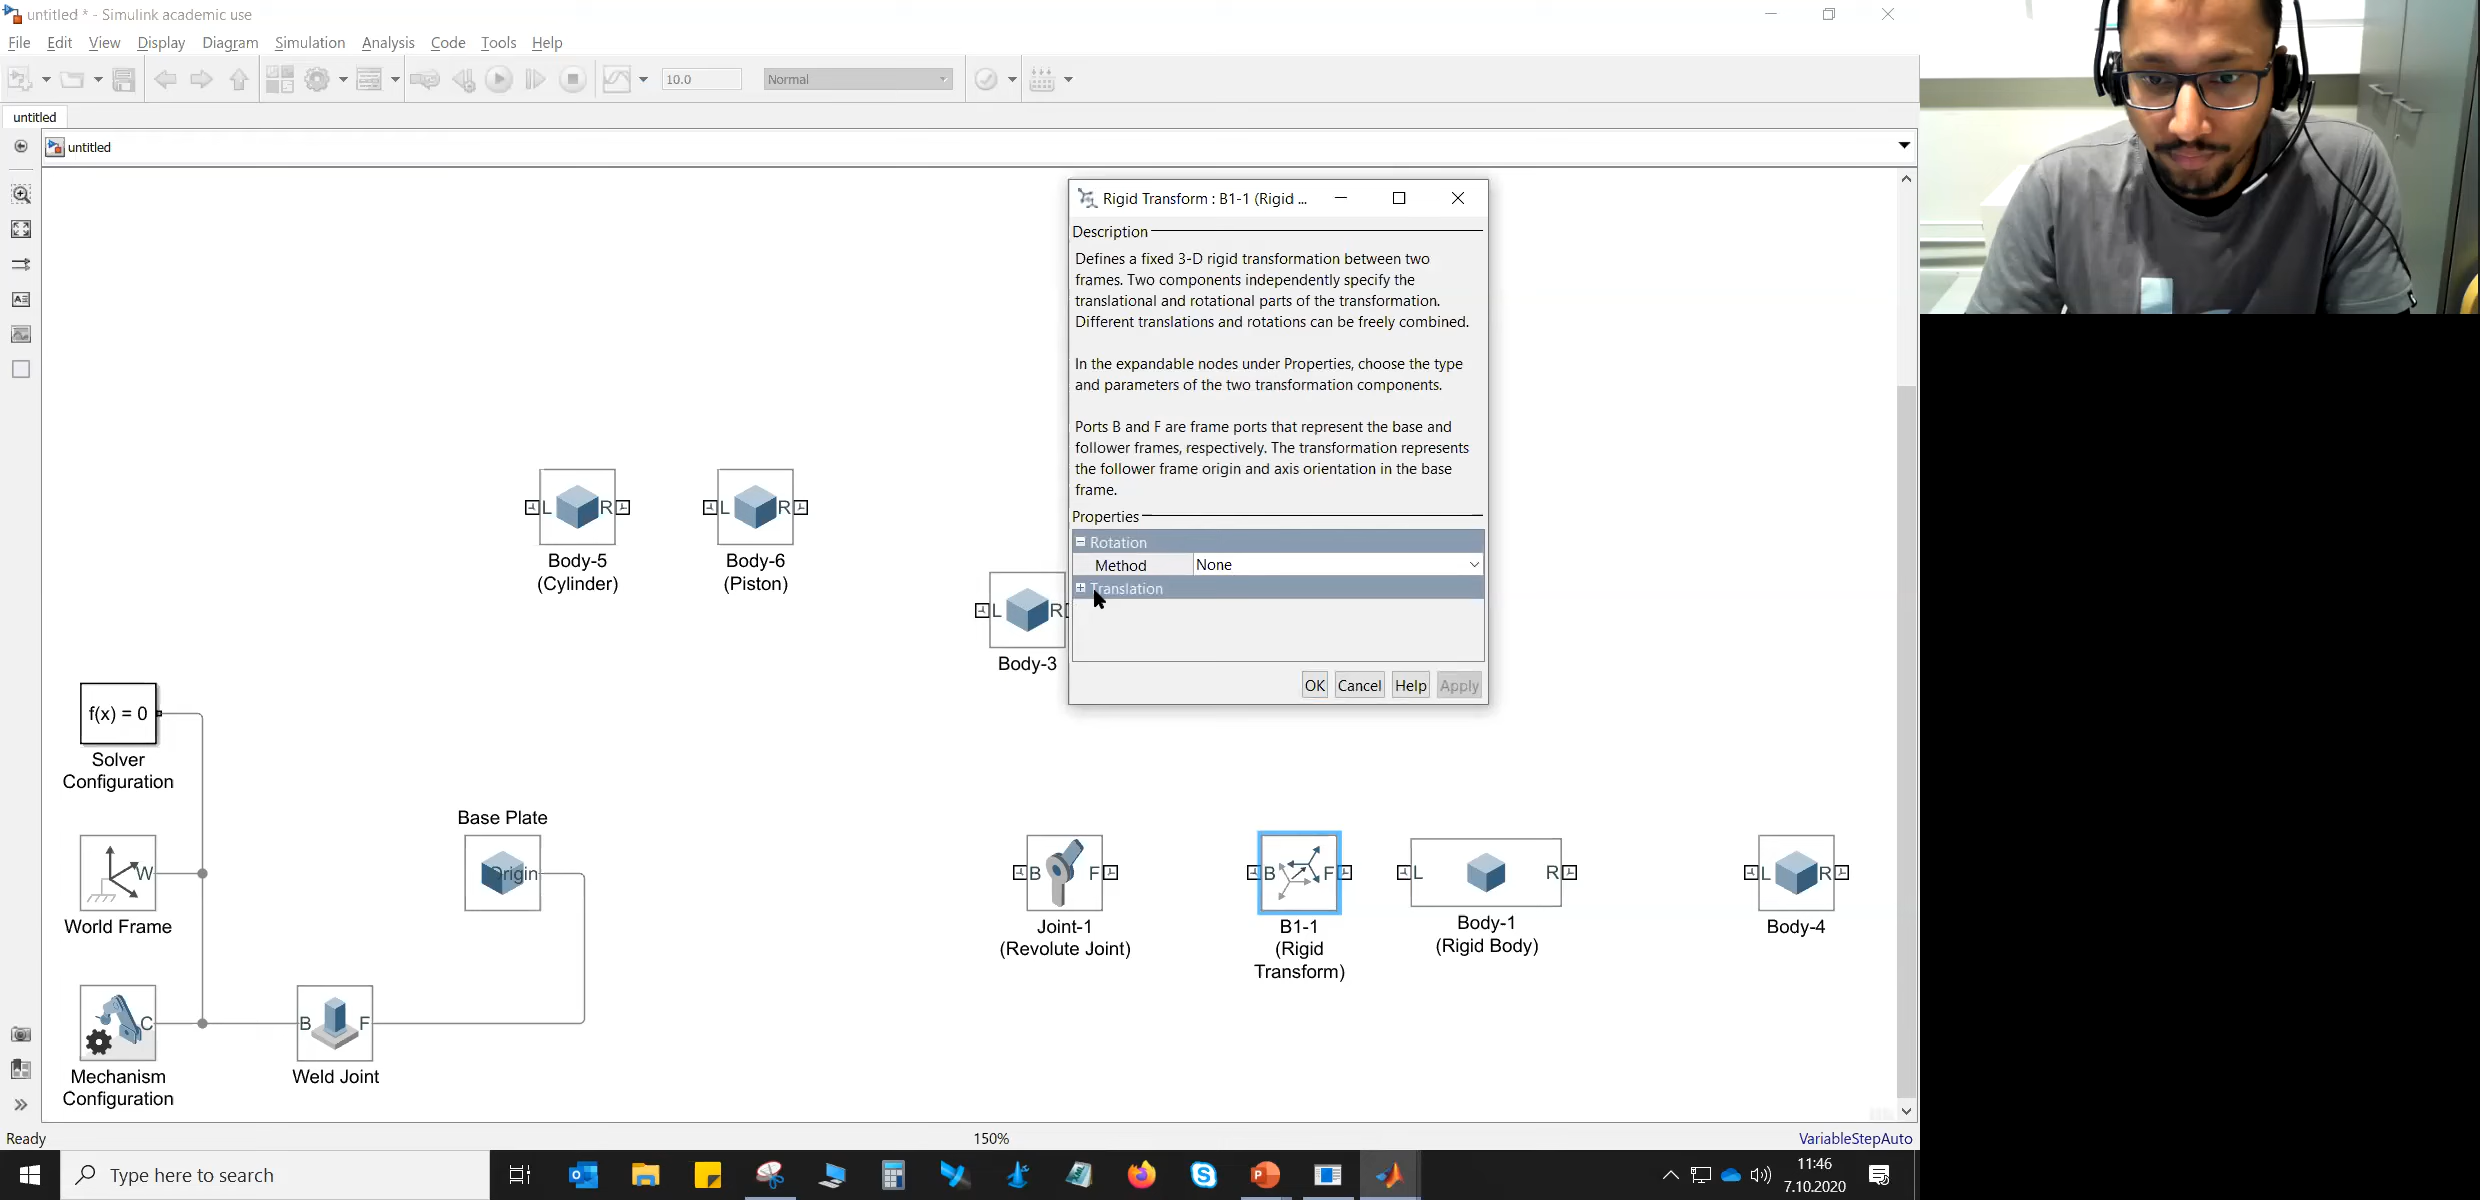 untitled * - Simulink academic use
File Edit View Display Diagram Simulation Analysis Code Tools Help
10.0 Normal
untitled
untitled
Rigid Transform : B1-1 (Rigid ...
Description
Defines a fixed 3-D rigid transformation between two
frames. Two components independently specify the
translational and rotational parts of the transformation.
Different translations and rotations can be freely combined.
In the expandable nodes under Properties, choose the type
and parameters of the two transformation components.
Ports B and F are frame ports that represent the base and
follower frames, respectively. The transformation represents
the follower frame origin and axis orientation in the base
frame.
Properties
Rotation
Method None
Translation
OK Cancel Help Apply
L R
Body-5
(Cylinder)
L R
Body-6
(Piston)
L R
Body-3
f(x) = 0
Solver
Configuration
W
World Frame
C
Mechanism
Configuration
B F
Weld Joint
Base Plate
Origin
B F
Joint-1
(Revolute Joint)
B F
B1-1
(Rigid
Transform)
L R
Body-1
(Rigid Body)
L R
Body-4
Ready 150% VariableStepAuto
Type here to search
11:46
7.10.2020